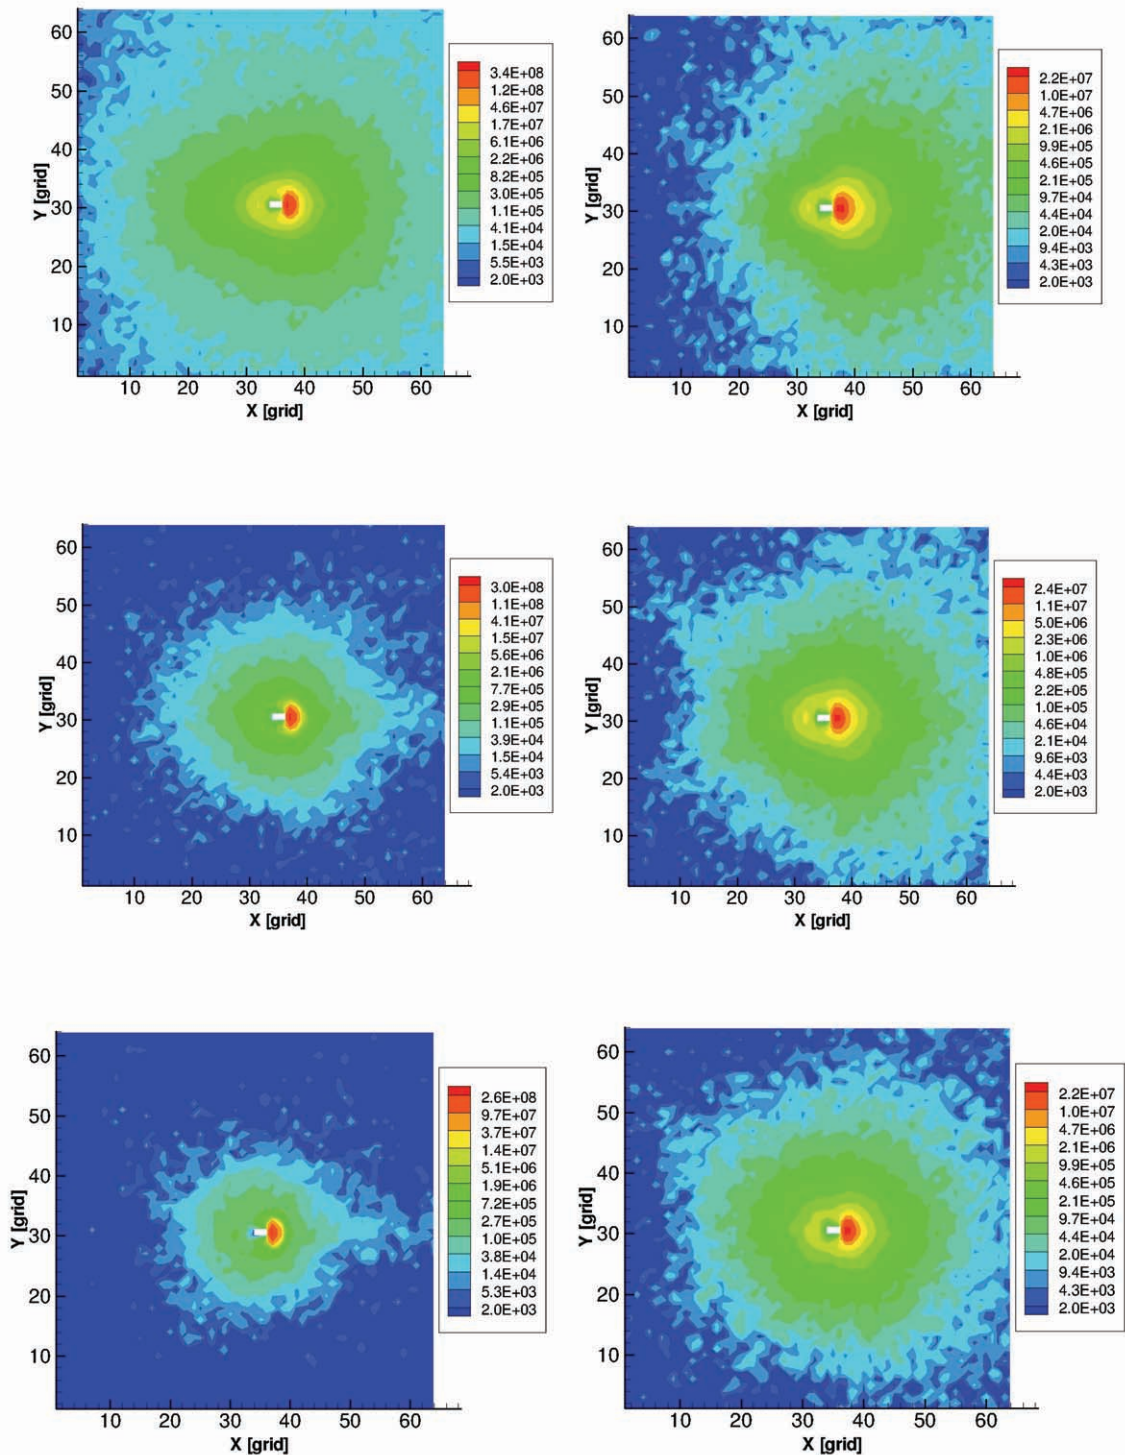 60
50
40
30
20
10
Y [grid]
10 20 30 40 50 60
X [grid]
3.4E+08
1.2E+08
4.6E+07
1.7E+07
6.1E+06
2.2E+06
8.2E+05
3.0E+05
1.1E+05
4.1E+04
1.5E+04
5.5E+03
2.0E+03
60
50
40
30
20
10
Y [grid]
10 20 30 40 50 60
X [grid]
2.2E+07
1.0E+07
4.7E+06
2.1E+06
9.9E+05
4.6E+05
2.1E+05
9.7E+04
4.4E+04
2.0E+04
9.4E+03
4.3E+03
2.0E+03
60
50
40
30
20
10
Y [grid]
10 20 30 40 50 60
X [grid]
3.0E+08
1.1E+08
4.1E+07
1.5E+07
5.6E+06
2.1E+06
7.7E+05
2.9E+05
1.1E+05
3.9E+04
1.5E+04
5.4E+03
2.0E+03
60
50
40
30
20
10
Y [grid]
10 20 30 40 50 60
X [grid]
2.4E+07
1.1E+07
5.0E+06
2.3E+06
1.0E+06
4.8E+05
2.2E+05
1.0E+05
4.6E+04
2.1E+04
9.6E+03
4.4E+03
2.0E+03
60
50
40
30
20
10
Y [grid]
10 20 30 40 50 60
X [grid]
2.6E+08
9.7E+07
3.7E+07
1.4E+07
5.1E+06
1.9E+06
7.2E+05
2.7E+05
1.0E+05
3.8E+04
1.4E+04
5.3E+03
2.0E+03
60
50
40
30
20
10
Y [grid]
10 20 30 40 50 60
X [grid]
2.2E+07
1.0E+07
4.7E+06
2.1E+06
9.9E+05
4.6E+05
2.1E+05
9.7E+04
4.4E+04
2.0E+04
9.4E+03
4.3E+03
2.0E+03